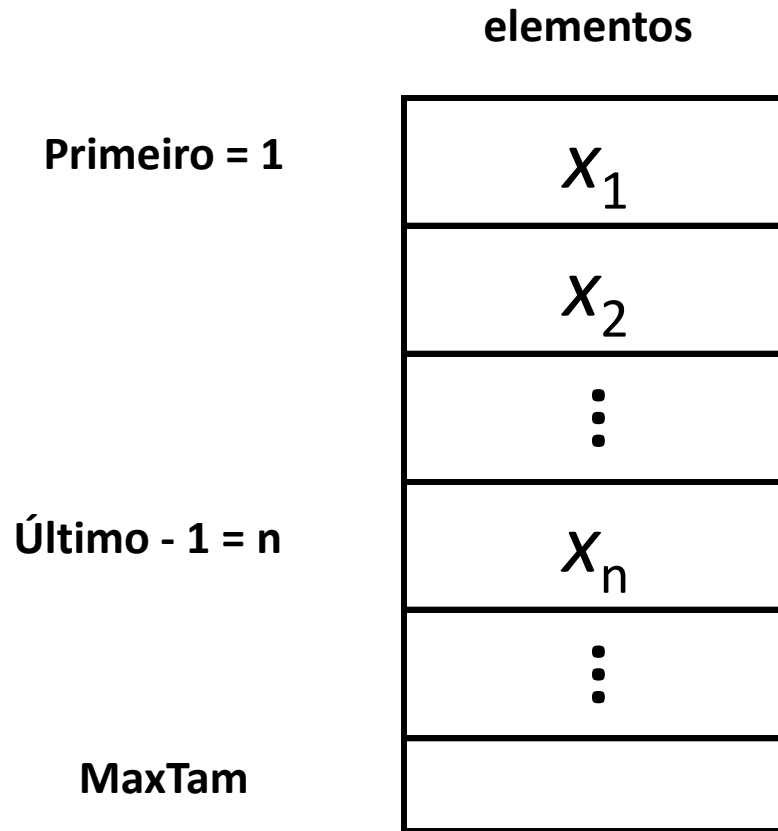 elementos
Primeiro = 1
x₁
x₂
⋮
Último - 1 = n
xₙ
⋮
MaxTam